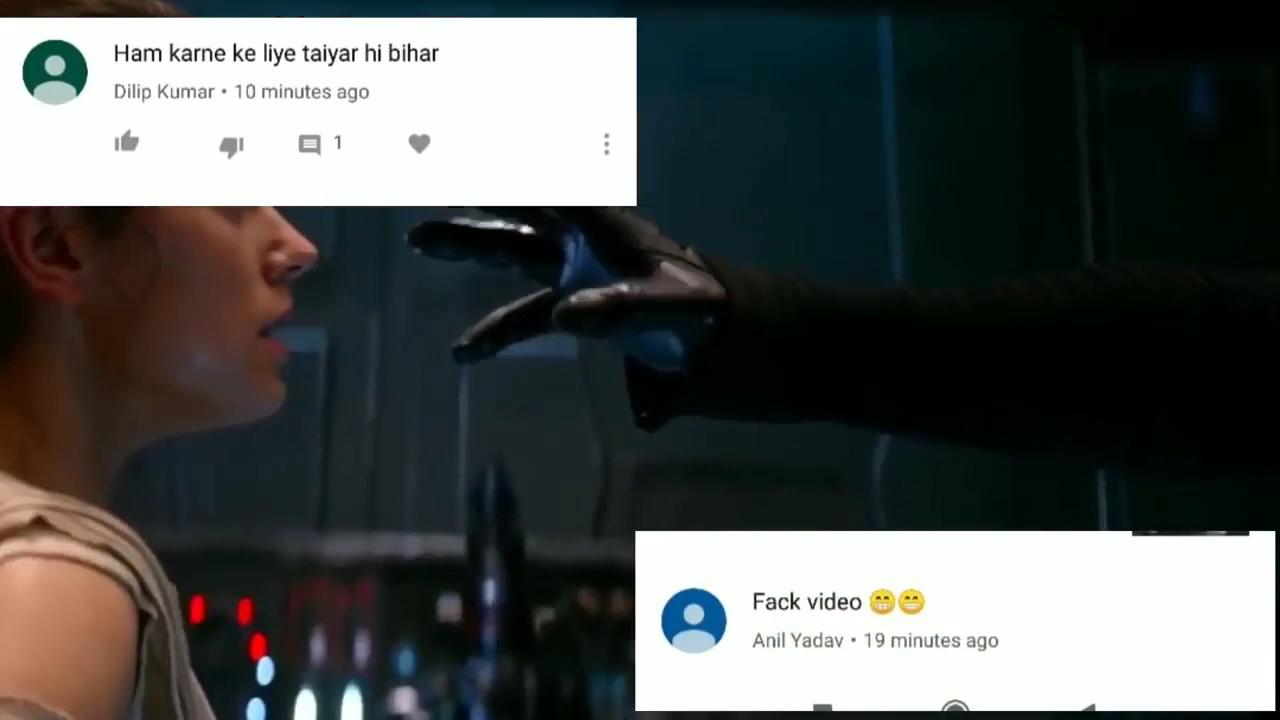 Ham karne ke liye taiyar hi bihar
Dilip Kumar • 10 minutes ago
1
Fack video 😁😁
Anil Yadav • 19 minutes ago